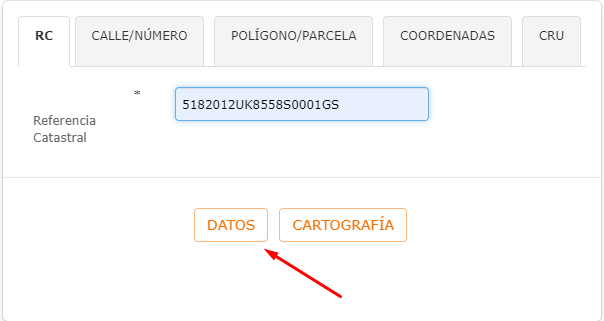 RC CALLE/NÚMERO POLÍGONO/PARCELA COORDENADAS CRU
*
5182012UK8558S0001GS
Referencia
Catastral
DATOS CARTOGRAFÍA